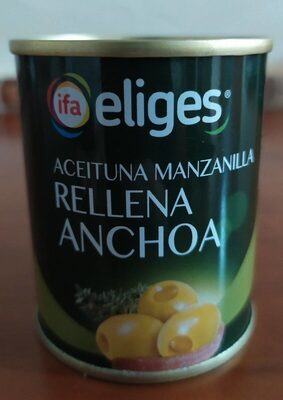 ifa eliges®
ACEITUNA MANZANILLA
RELLENA
ANCHOA